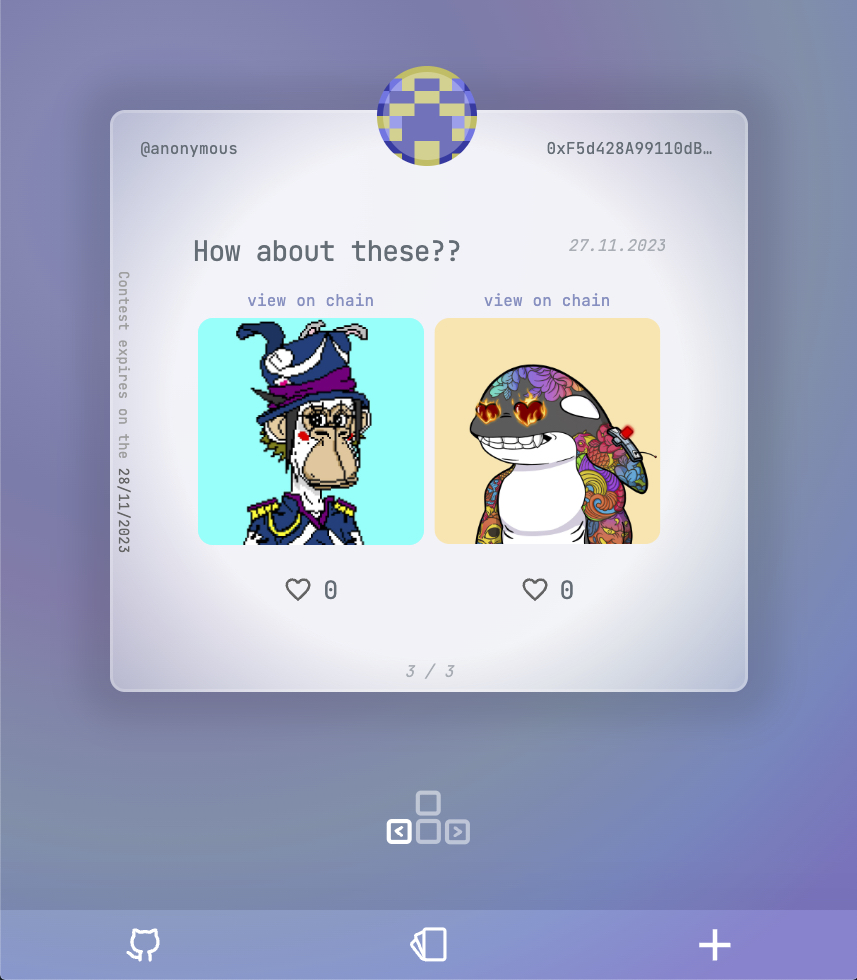 @anonymous
0xF5d428A99110dB…
How about these??
27.11.2023
Contest expires on the 28/11/2023
view on chain
view on chain
0
0
3 / 3